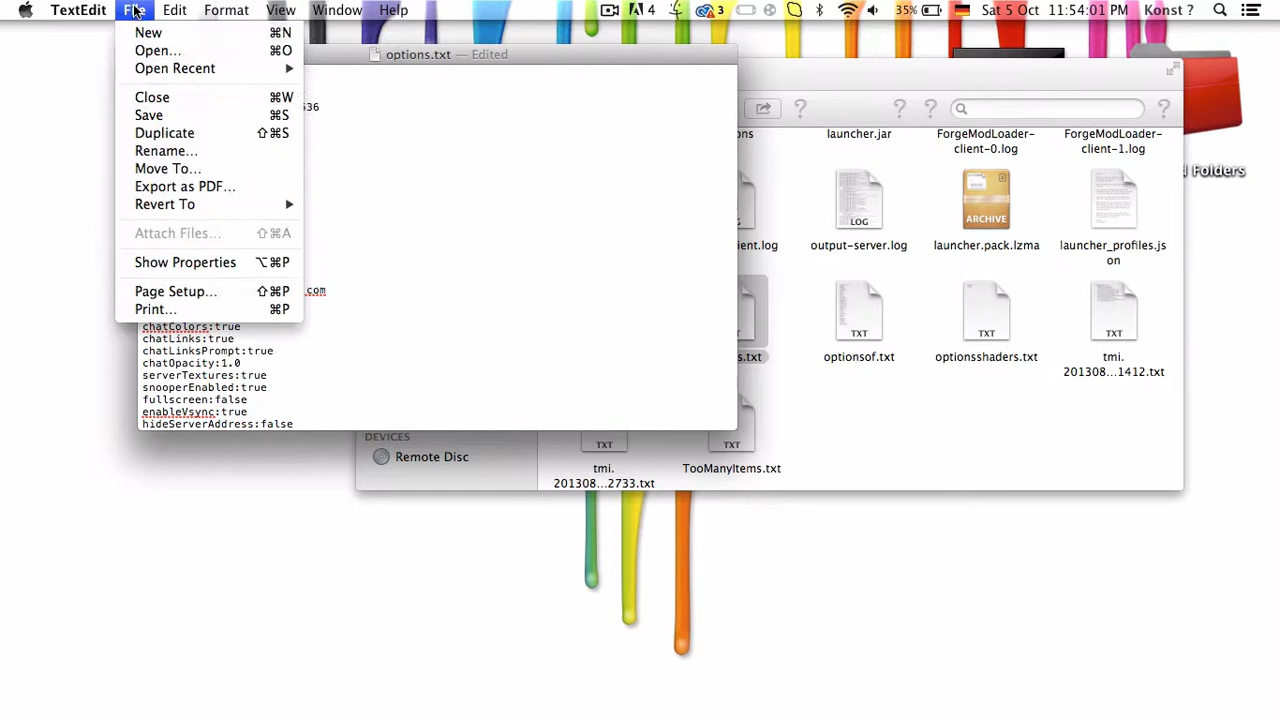 TextEdit File Edit Format View Window Help 4 3 35% Sat 5 Oct 11:54:01 PM Konst ?
New ⌘N
Open... ⌘O
Open Recent
Close ⌘W
Save ⌘S
Duplicate ⇧⌘S
Rename...
Move To...
Export as PDF...
Revert To
Attach Files... ⇧⌘A
Show Properties ⌥⌘P
Page Setup... ⇧⌘P
Print... ⌘P
options.txt — Edited
.com
chatColors:true
chatLinks:true
chatLinksPrompt:true
chatOpacity:1.0
serverTextures:true
snooperEnabled:true
fullscreen:false
enableVsync:true
hideServerAddress:false
? ? ? ?
ons
launcher.jar
ForgeModLoader-
client-0.log
ForgeModLoader-
client-1.log
LOG
ARCHIVE
ient.log
output-server.log
launcher.pack.lzma
launcher_profiles.js
on
TXT
TXT
TXT
s.txt
optionsof.txt
optionsshaders.txt
tmi.
201308...1412.txt
DEVICES
Remote Disc
TXT
TXT
tmi.
201308...2733.txt
TooManyItems.txt
d Folders